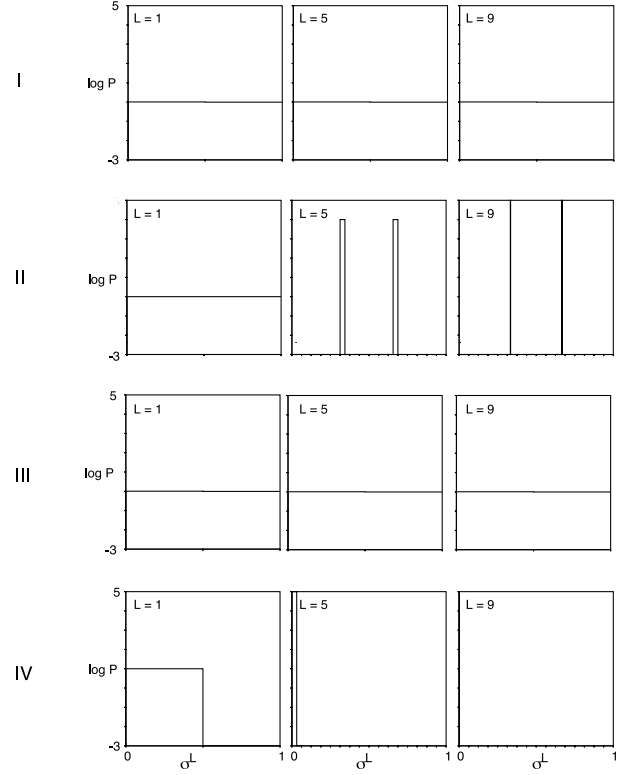 5
L = 1
L = 5
L = 9
I
log P
-3
L = 1
L = 5
L = 9
II
log P
-3
5
L = 1
L = 5
L = 9
III
log P
-3
5
L = 1
L = 5
L = 9
IV
log P
-3
0 σL 1 0 σL 1 0 σL 1